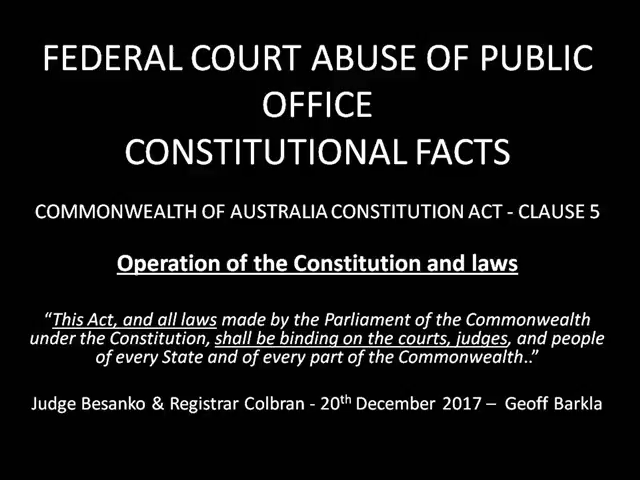 FEDERAL COURT ABUSE OF PUBLIC
OFFICE
CONSTITUTIONAL FACTS
COMMONWEALTH OF AUSTRALIA CONSTITUTION ACT - CLAUSE 5
Operation of the Constitution and laws
“This Act, and all laws made by the Parliament of the Commonwealth
under the Constitution, shall be binding on the courts, judges, and people
of every State and of every part of the Commonwealth..”
Judge Besanko & Registrar Colbran - 20th December 2017 – Geoff Barkla